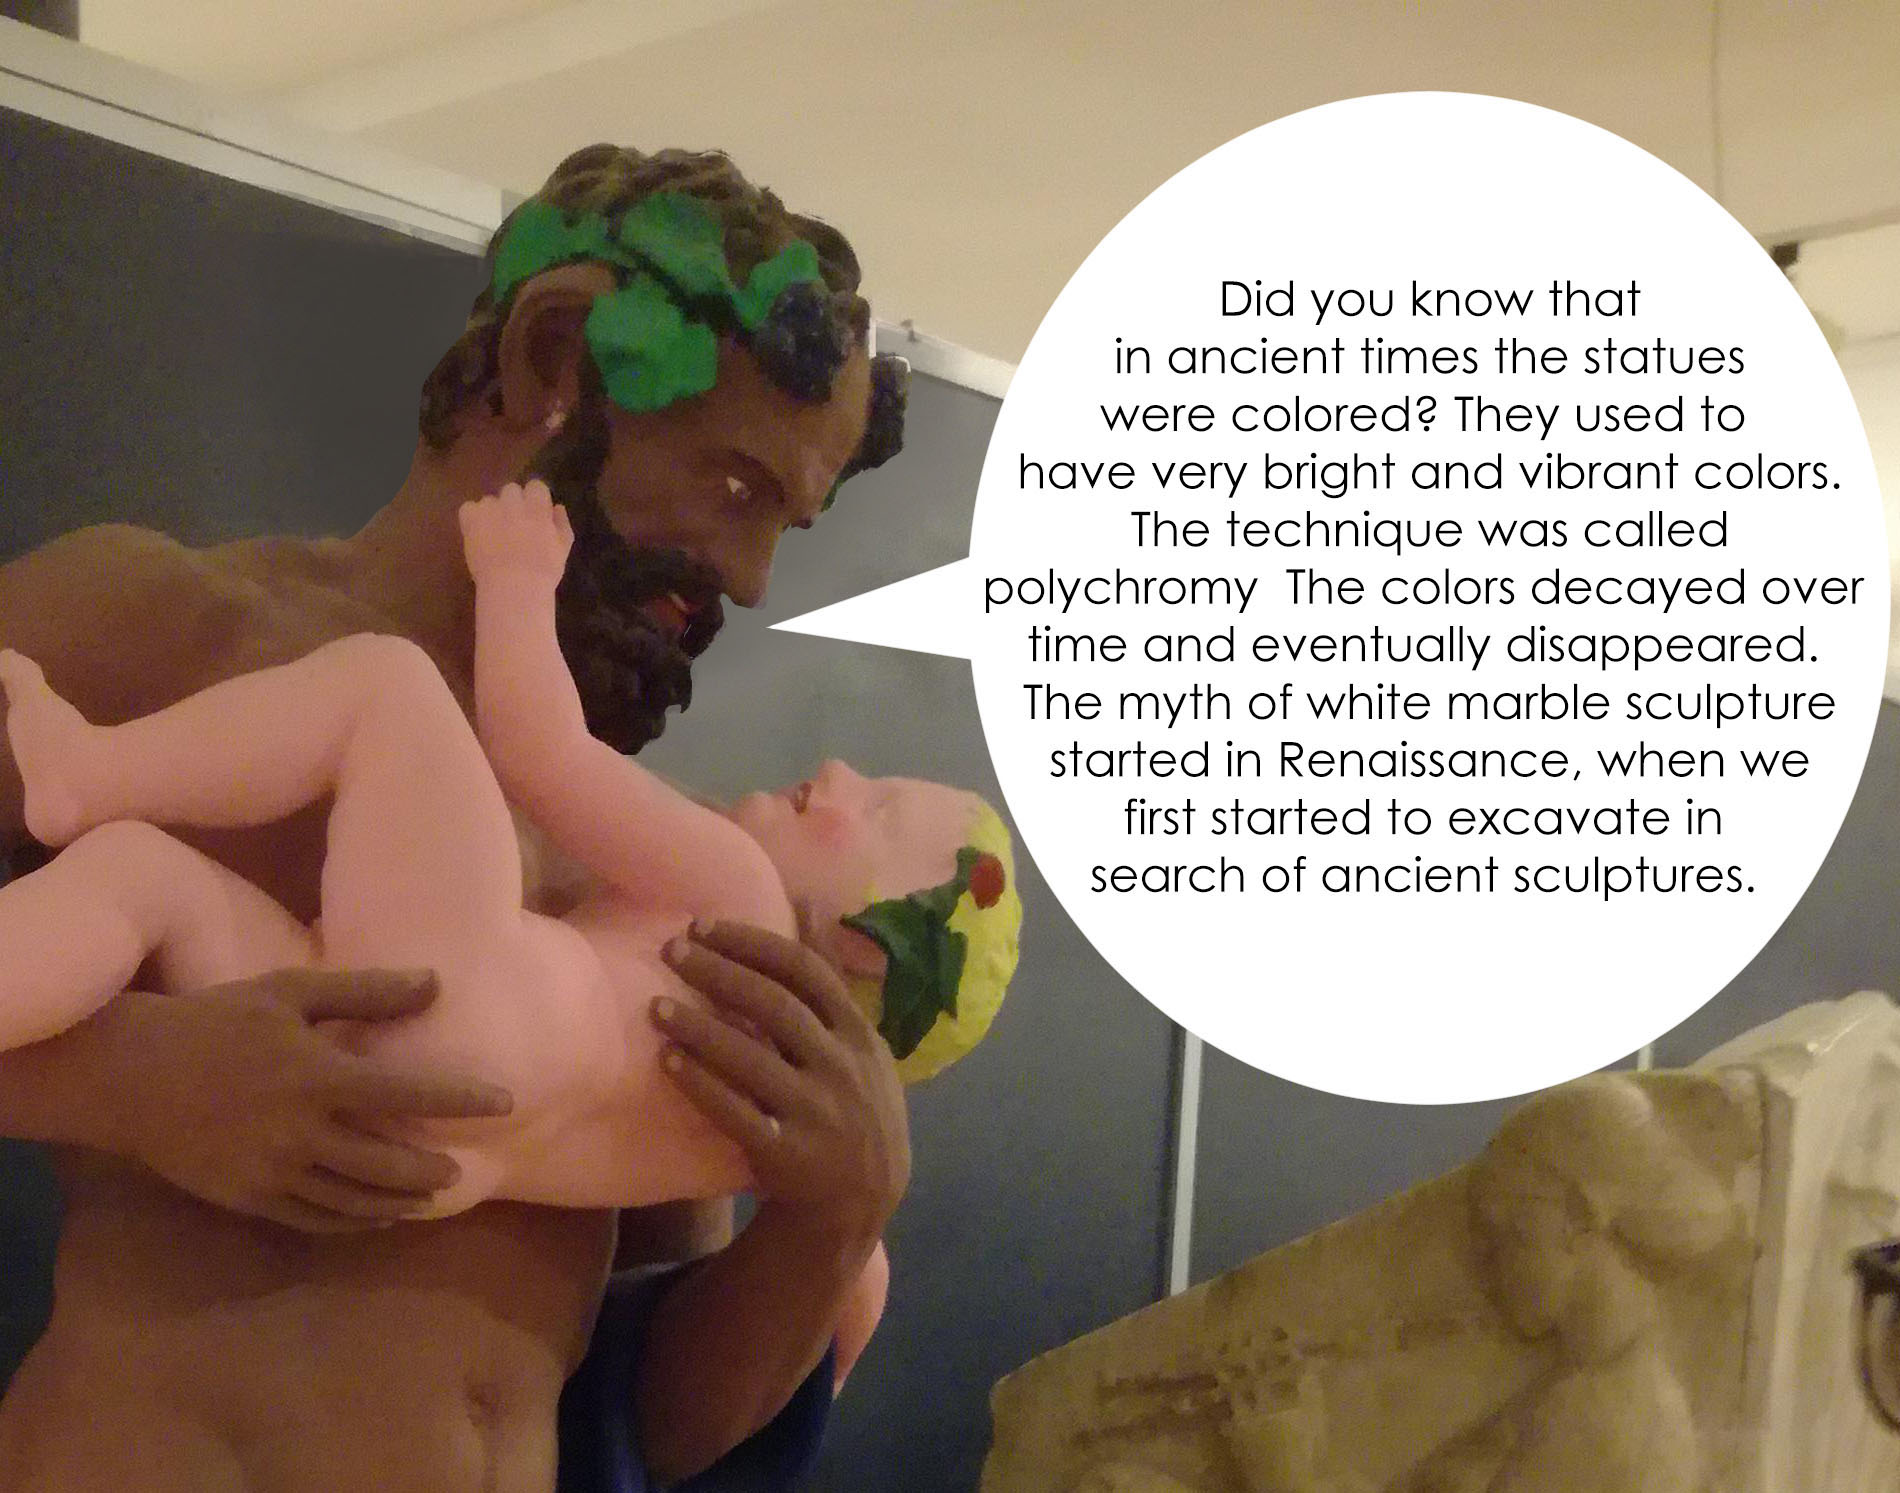 Did you know that
in ancient times the statues
were colored? They used to
have very bright and vibrant colors.
The technique was called
polychromy  The colors decayed over
time and eventually disappeared.
The myth of white marble sculpture
started in Renaissance, when we
first started to excavate in
search of ancient sculptures.